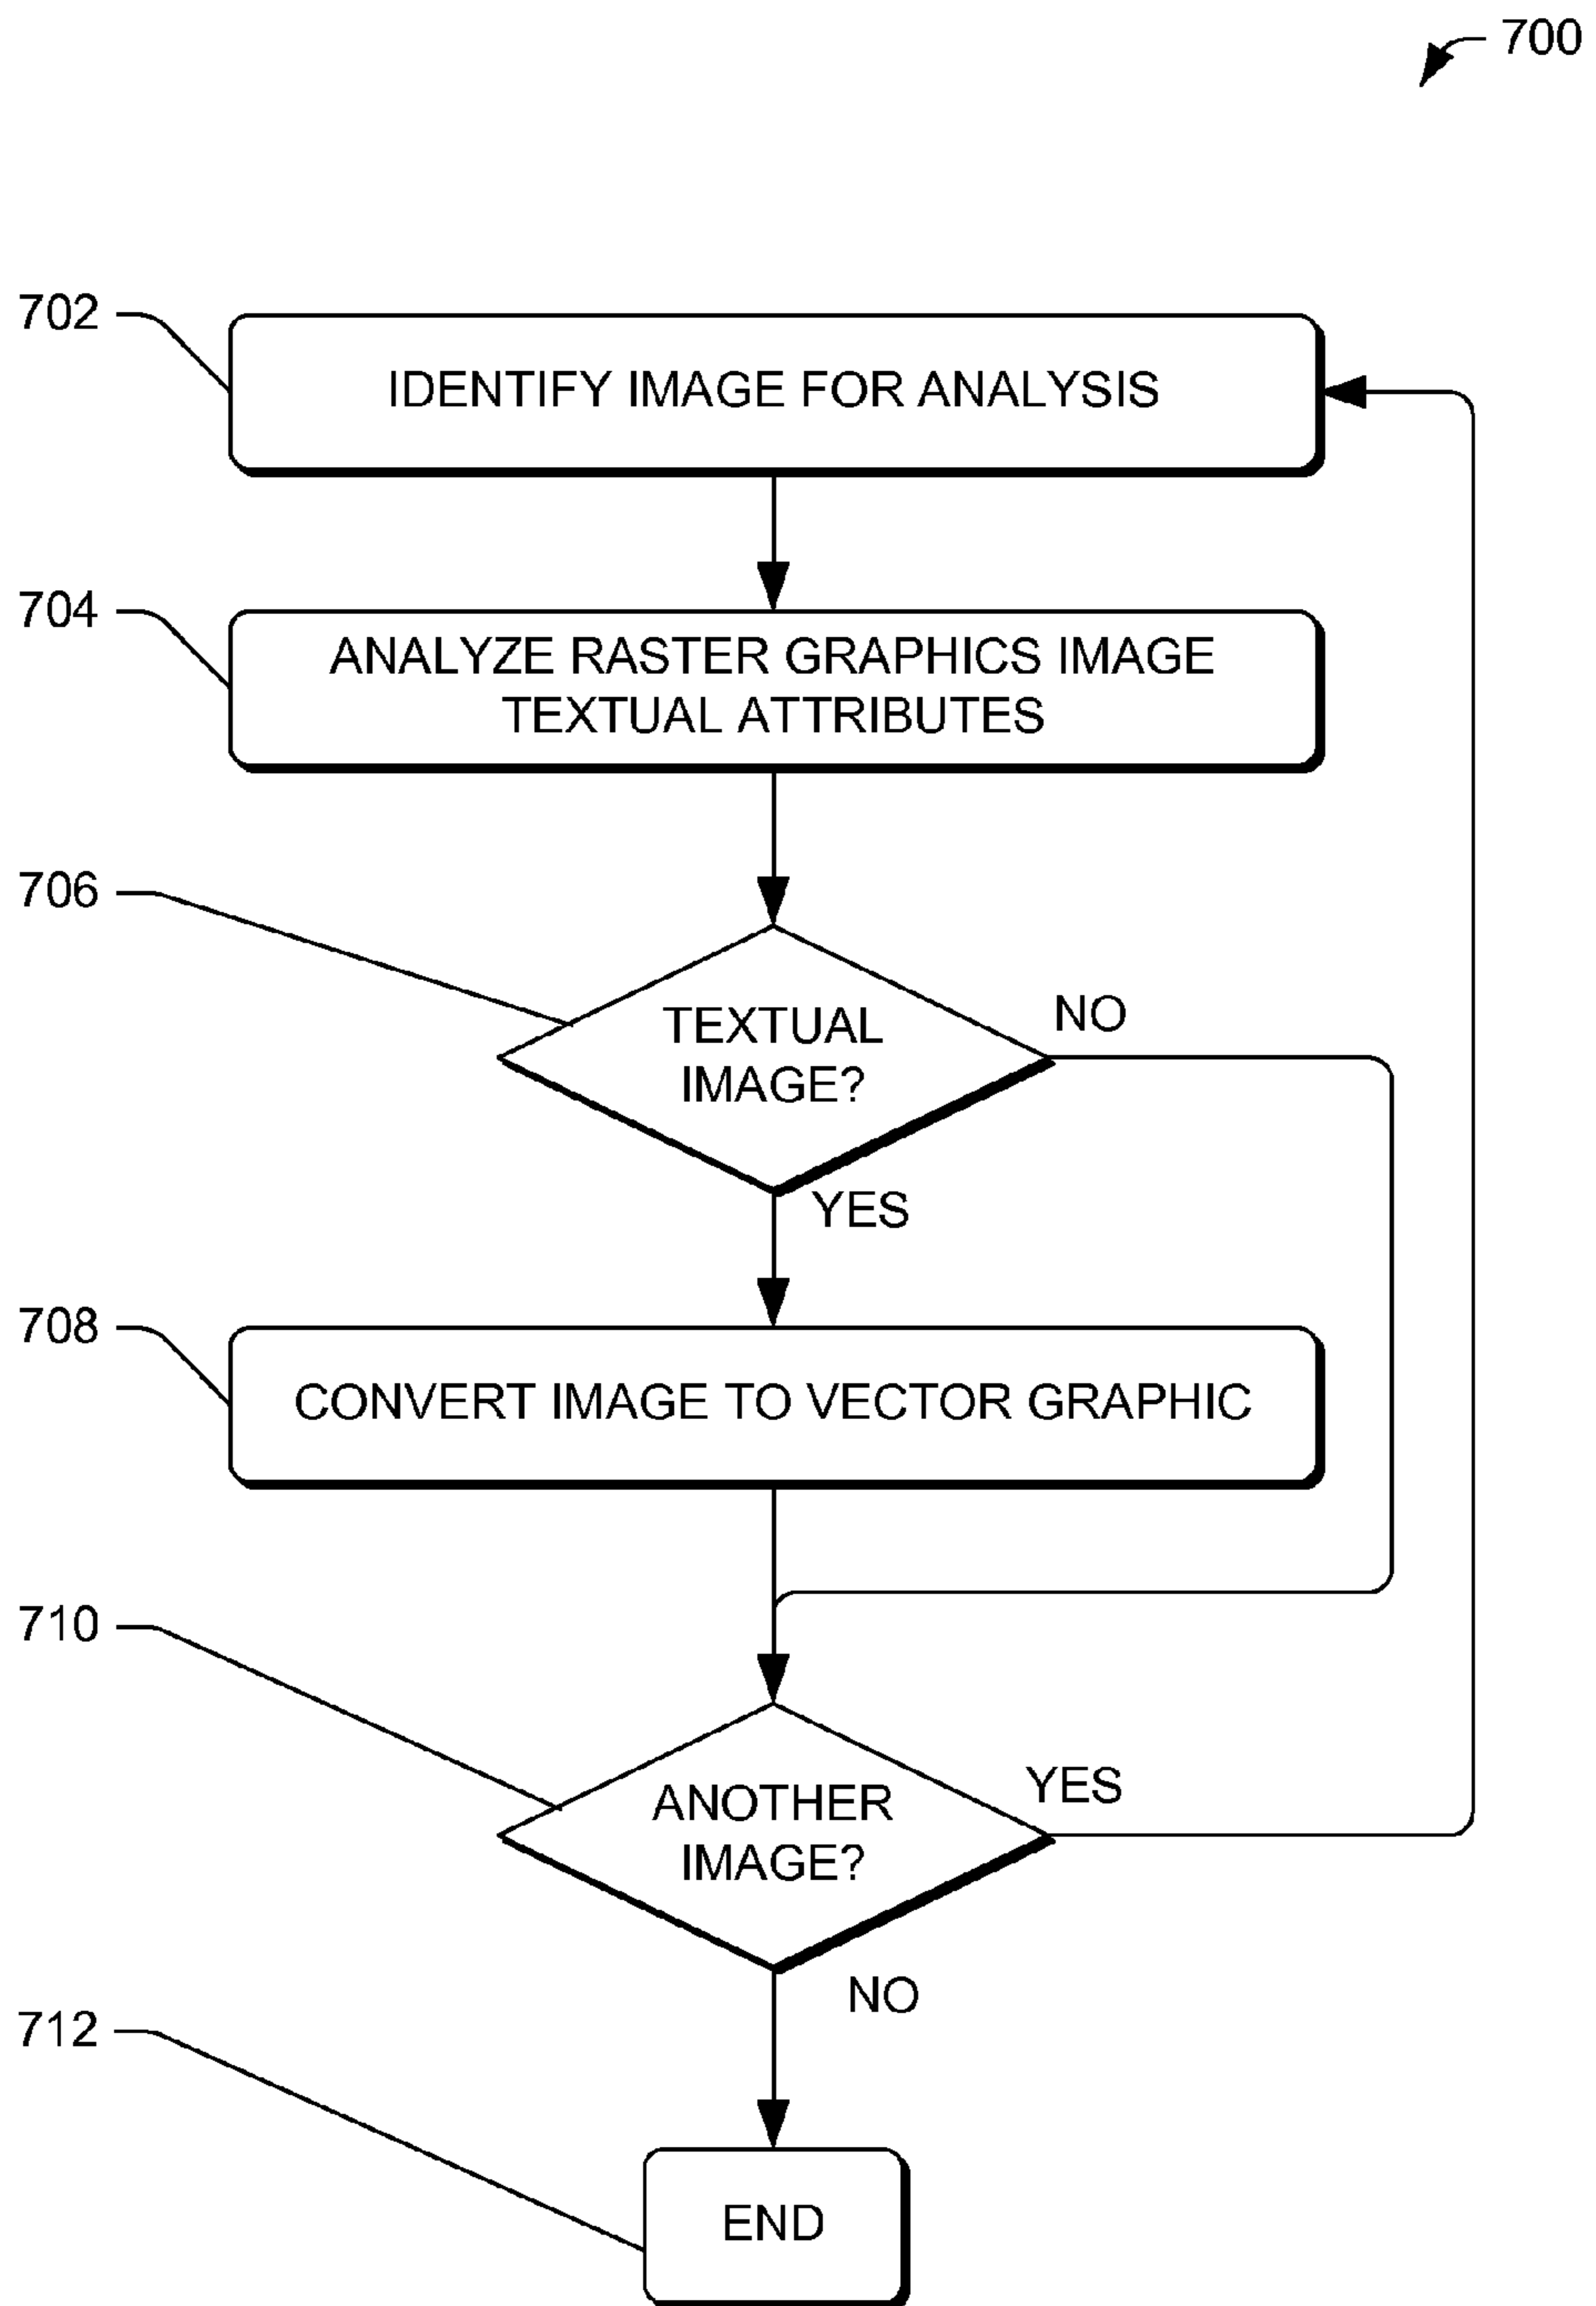 700
702
IDENTIFY IMAGE FOR ANALYSIS
704
ANALYZE RASTER GRAPHICS IMAGE
TEXTUAL ATTRIBUTES
706
TEXTUAL
IMAGE?
NO
YES
708
CONVERT IMAGE TO VECTOR GRAPHIC
710
ANOTHER
IMAGE?
YES
NO
712
END